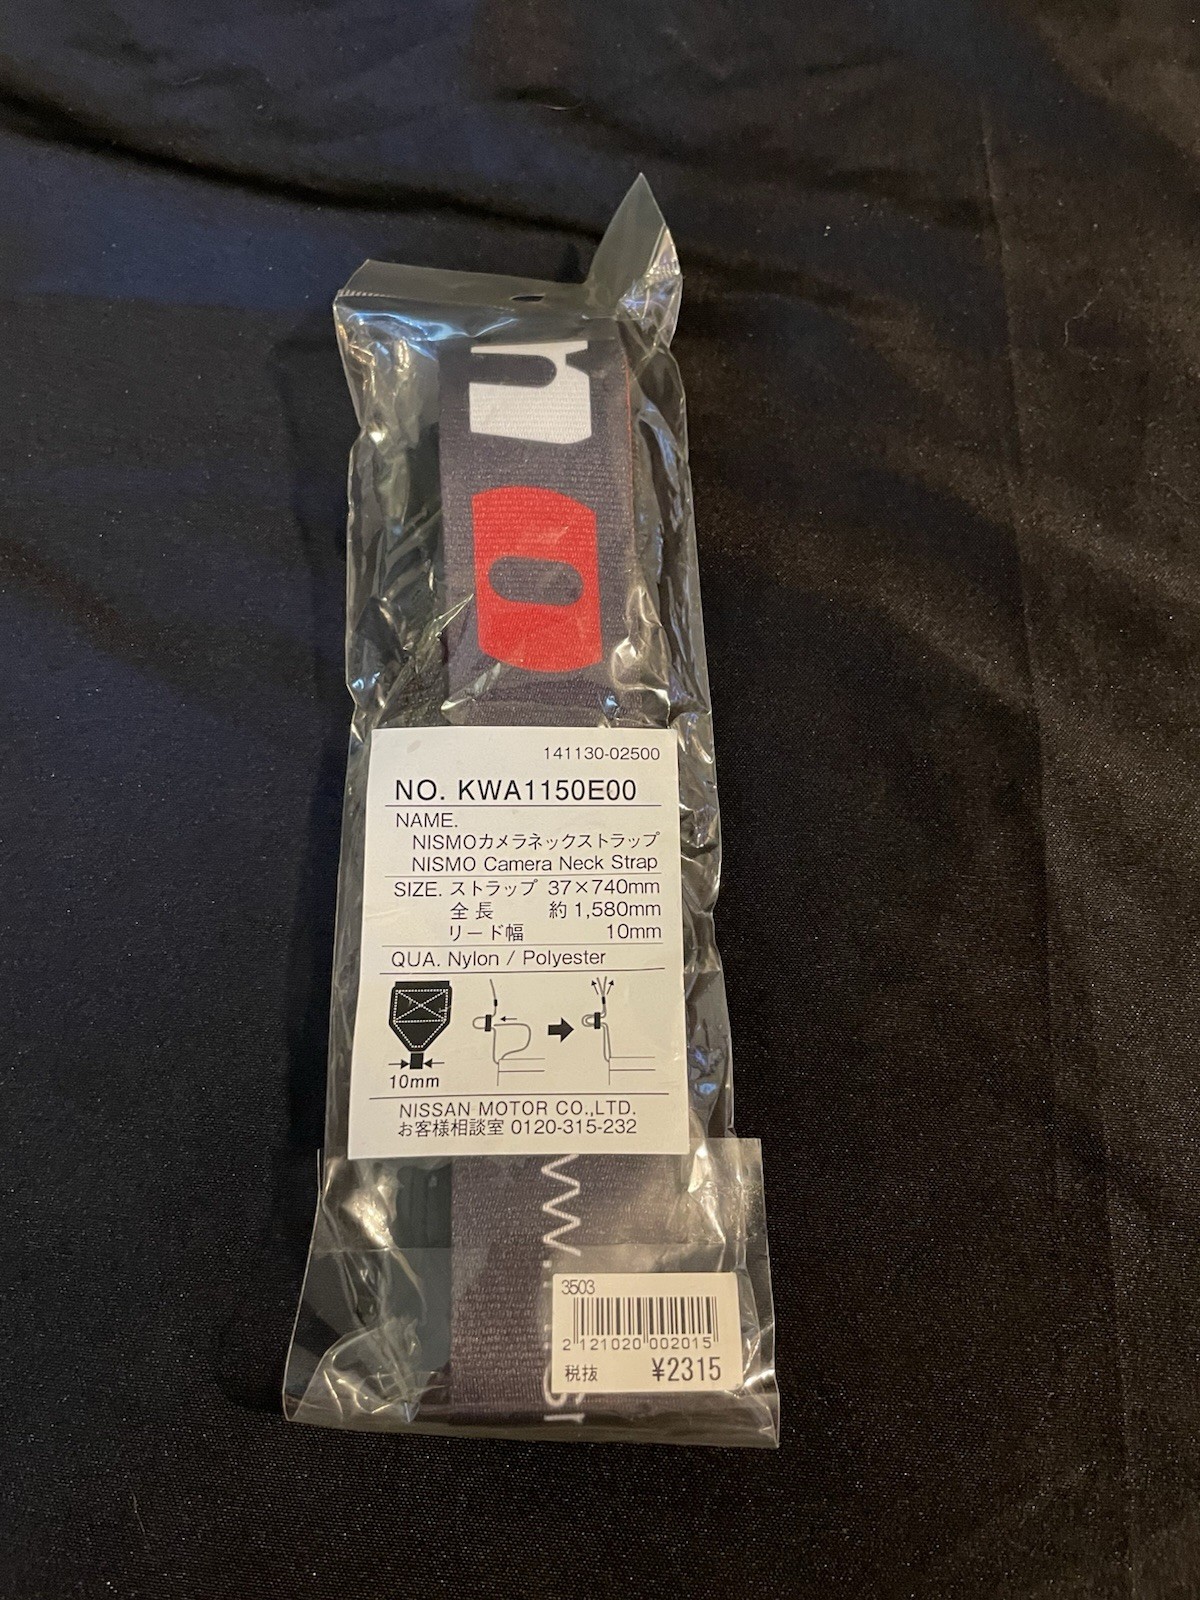 n
o
141130-02500
NO. KWA1150E00
NAME.
NISMOカメラネックストラップ
NISMO Camera Neck Strap
SIZE. ストラップ 37×740mm
全長 約1,580mm
リード幅 10mm
QUA. Nylon / Polyester
10mm
NISSAN MOTOR CO.,LTD.
お客様相談室 0120-315-232
3503
2 121020 002015
税抜 ¥2315